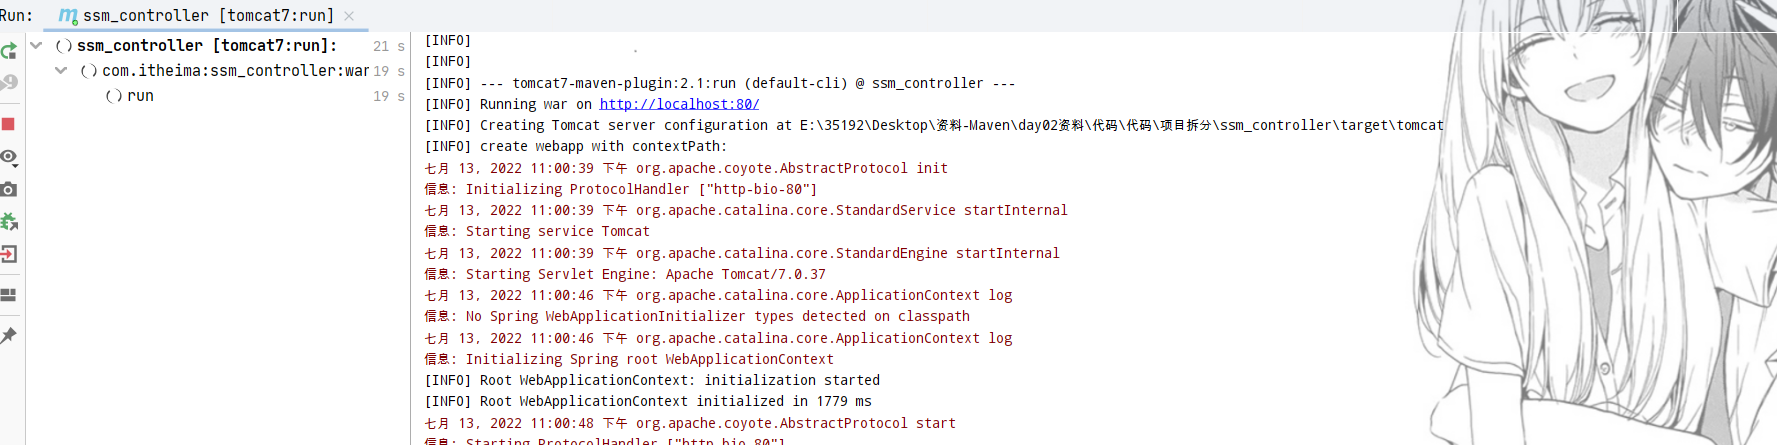 Run:
ssm_controller [tomcat7:run]
ssm_controller [tomcat7:run]:
21 s
com.itheima:ssm_controller:war
19 s
run
19 s
[INFO]
[INFO]
[INFO] --- tomcat7-maven-plugin:2.1:run (default-cli) @ ssm_controller ---
[INFO] Running war on http://localhost:80/
[INFO] Creating Tomcat server configuration at E:\35192\Desktop\资料-Maven\day02资料\代码\代码\项目拆分\ssm_controller\target\tomcat
[INFO] create webapp with contextPath:
七月 13, 2022 11:00:39 下午 org.apache.coyote.AbstractProtocol init
信息: Initializing ProtocolHandler ["http-bio-80"]
七月 13, 2022 11:00:39 下午 org.apache.catalina.core.StandardService startInternal
信息: Starting service Tomcat
七月 13, 2022 11:00:39 下午 org.apache.catalina.core.StandardEngine startInternal
信息: Starting Servlet Engine: Apache Tomcat/7.0.37
七月 13, 2022 11:00:46 下午 org.apache.catalina.core.ApplicationContext log
信息: No Spring WebApplicationInitializer types detected on classpath
七月 13, 2022 11:00:46 下午 org.apache.catalina.core.ApplicationContext log
信息: Initializing Spring root WebApplicationContext
[INFO] Root WebApplicationContext: initialization started
[INFO] Root WebApplicationContext initialized in 1779 ms
七月 13, 2022 11:00:48 下午 org.apache.coyote.AbstractProtocol start
信息: Starting ProtocolHandler ["http-bio-80"]